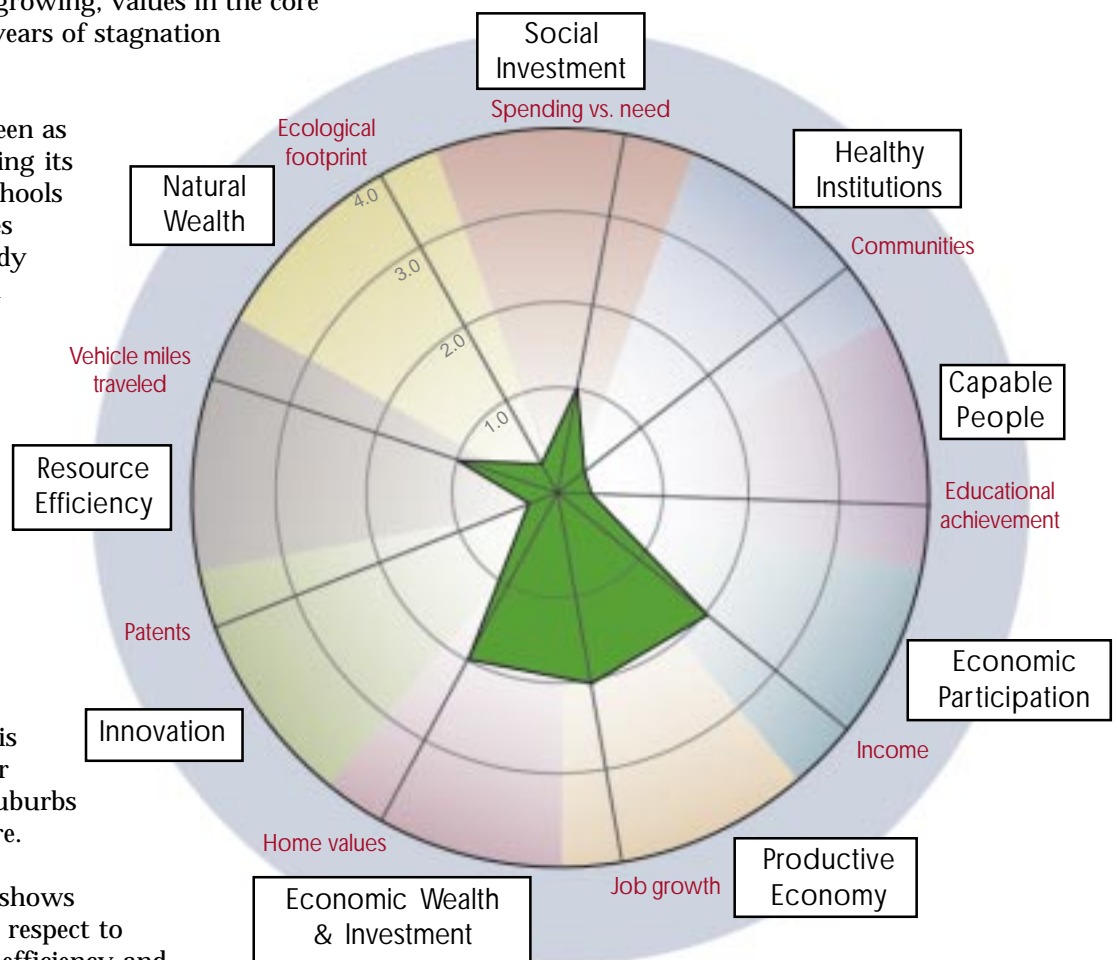 growing, values in the core
years of stagnation
een as
ing its
hools
es
dy
is
r
uburbs
re.
shows
respect to
efficiency and
Social
Investment
Spending vs. need
Ecological
footprint
Natural
Wealth
Healthy
Institutions
Communities
4.0
3.0
2.0
1.0
Vehicle miles
traveled
Capable
People
Resource
Efficiency
Educational
achievement
Patents
Economic
Participation
Innovation
Income
Home values
Job growth
Productive
Economy
Economic Wealth
& Investment